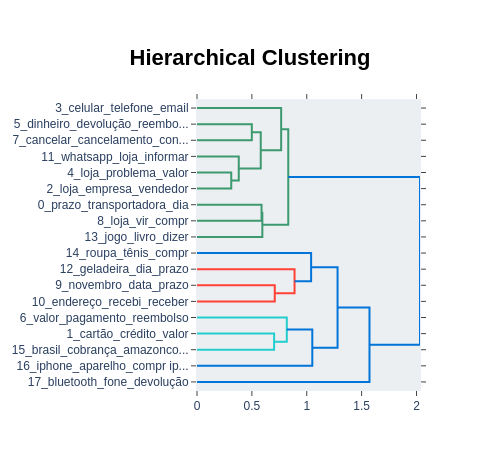 Hierarchical Clustering
3_celular_telefone_email
5_dinheiro_devolução_reembo...
7_cancelar_cancelamento_con...
11_whatsapp_loja_informar
4_loja_problema_valor
2_loja_empresa_vendedor
0_prazo_transportadora_dia
8_loja_vir_compr
13_jogo_livro_dizer
14_roupa_tênis_compr
12_geladeira_dia_prazo
9_novembro_data_prazo
10_endereço_recebi_receber
6_valor_pagamento_reembolso
1_cartão_crédito_valor
15_brasil_cobrança_amazonco...
16_iphone_aparelho_compr ip...
17_bluetooth_fone_devolução
0 0.5 1 1.5 2